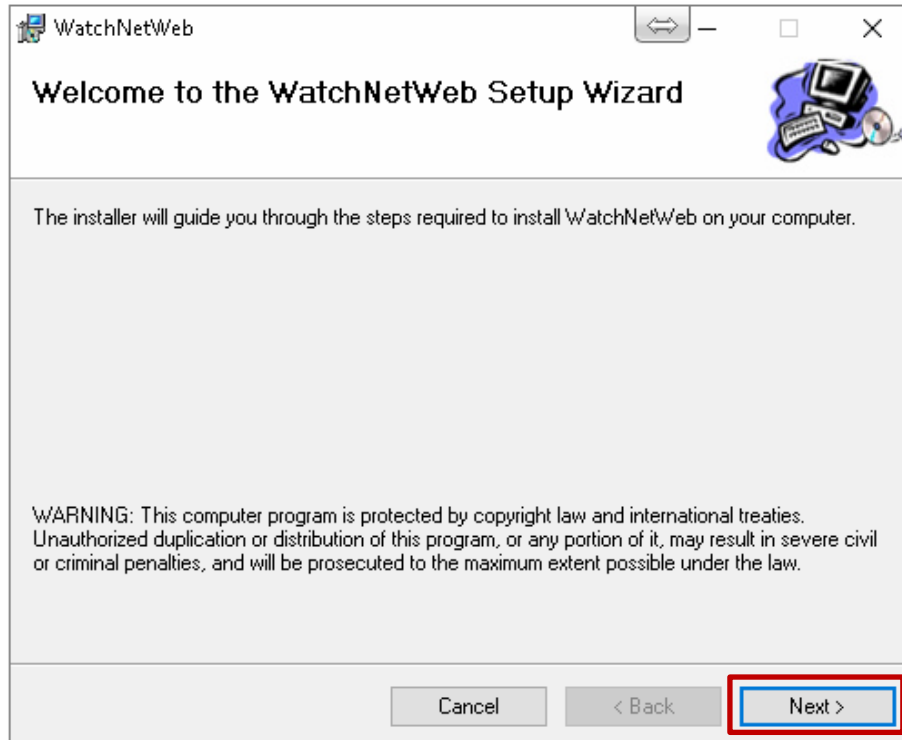 WatchNetWeb
Welcome to the WatchNetWeb Setup Wizard
The installer will guide you through the steps required to install WatchNetWeb on your computer.
WARNING: This computer program is protected by copyright law and international treaties.
Unauthorized duplication or distribution of this program, or any portion of it, may result in severe civil
or criminal penalties, and will be prosecuted to the maximum extent possible under the law.
Cancel
< Back
Next >